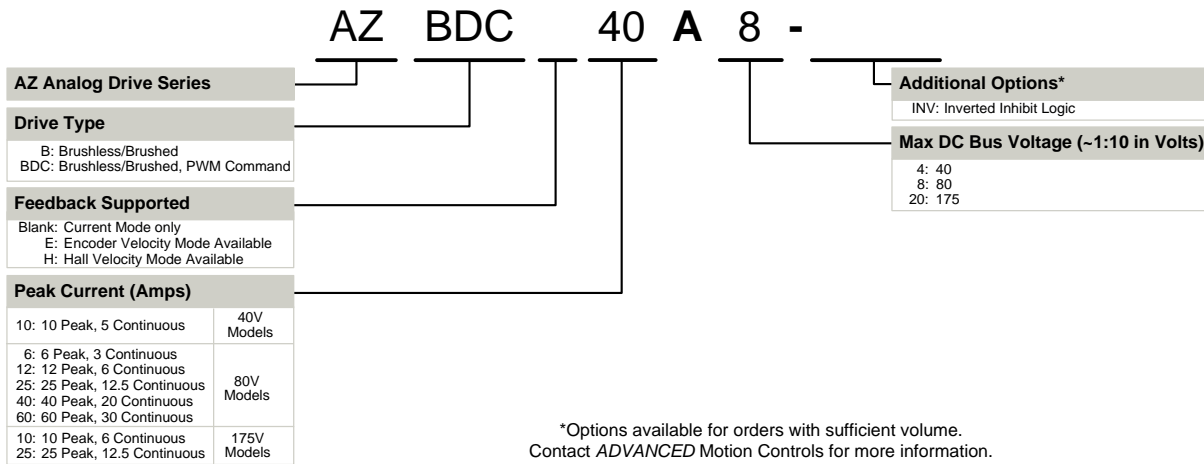 AZ BDC 40 A 8 -
AZ Analog Drive Series
Drive Type
B: Brushless/Brushed
BDC: Brushless/Brushed, PWM Command
Feedback Supported
Blank: Current Mode only
E: Encoder Velocity Mode Available
H: Hall Velocity Mode Available
Peak Current (Amps)
10: 10 Peak, 5 Continuous
40V
Models
6: 6 Peak, 3 Continuous
12: 12 Peak, 6 Continuous
25: 25 Peak, 12.5 Continuous
40: 40 Peak, 20 Continuous
60: 60 Peak, 30 Continuous
80V
Models
10: 10 Peak, 6 Continuous
25: 25 Peak, 12.5 Continuous
175V
Models
Additional Options*
INV: Inverted Inhibit Logic
Max DC Bus Voltage (~1:10 in Volts)
4: 40
8: 80
20: 175
*Options available for orders with sufficient volume.
Contact ADVANCED Motion Controls for more information.